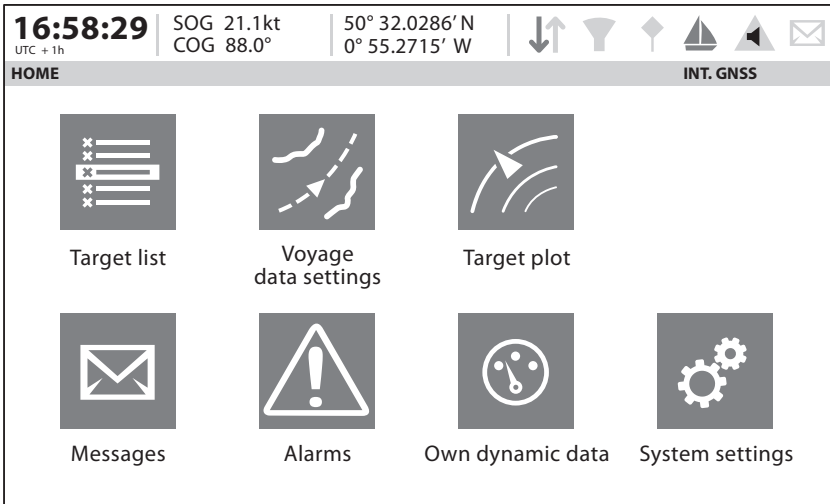 16:58:29
UTC + 1h
SOG 21.1kt
COG 88.0°
50° 32.0286’ N
0° 55.2715’ W
HOME
INT. GNSS
Target list
Voyage
data settings
Target plot
Messages
Alarms
Own dynamic data
System settings